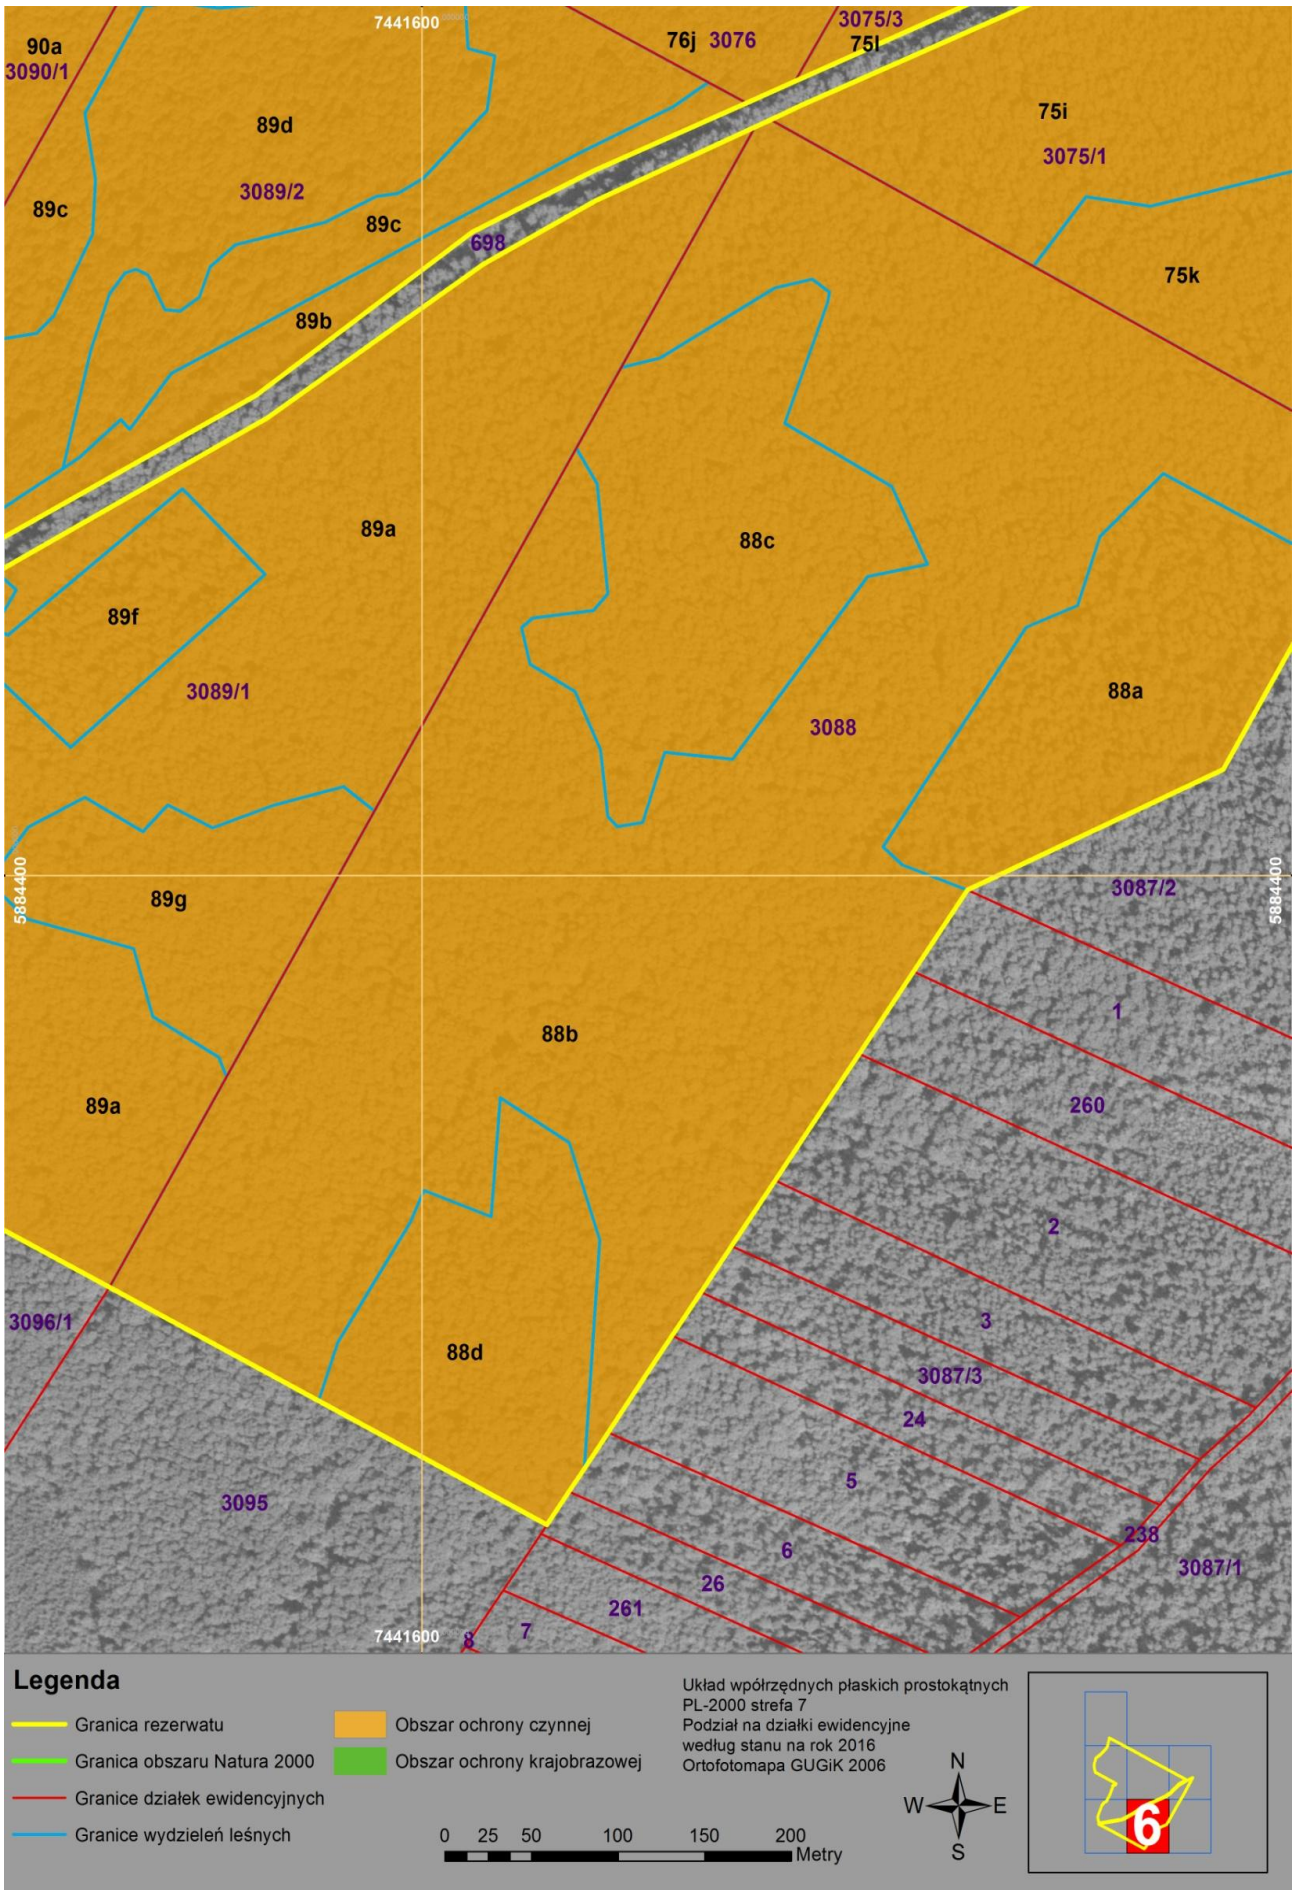 7441600
3075/3
90a
76j 3076
75l
3090/1
75i
89d
3075/1
3089/2
89c
89c
698
75k
89b
89a
88c
89f
3089/1
88a
3088
5884400
5884400
3087/2
89g
1
88b
89a
260
2
3096/1
3
88d
3087/3
24
5
3095
238
6
3087/1
26
261
7
7441600
8
Legenda
Granica rezerwatu
Granica obszaru Natura 2000
Granice działek ewidencyjnych
Granice wydzieleń leśnych
Obszar ochrony czynnej
Obszar ochrony krajobrazowej
Układ wpółrzędnych płaskich prostokątnych
PL-2000 strefa 7
Podział na działki ewidencyjne
według stanu na rok 2016
Ortofotomapa GUGiK 2006
0 25 50 100 150 200
Metry
N
W E
S
6